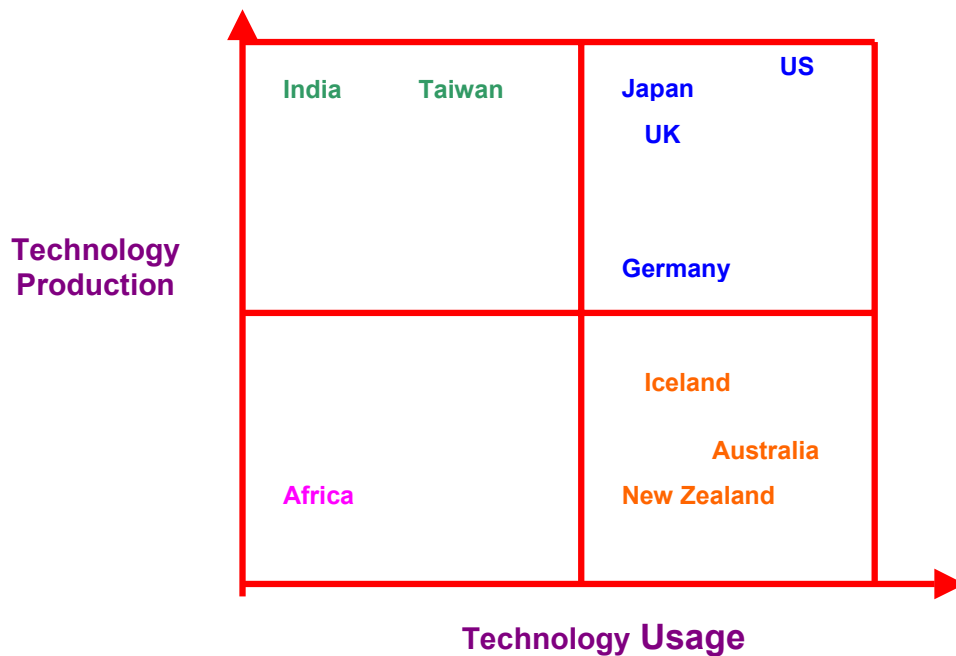 US
India Taiwan Japan
UK
Technology
Production
Germany
Iceland
Australia
Africa New Zealand
Technology Usage